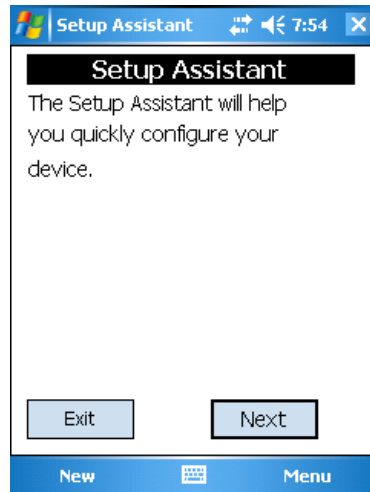 Setup Assistant 7:54
Setup Assistant
The Setup Assistant will help
you quickly configure your
device.
Exit Next
New Menu